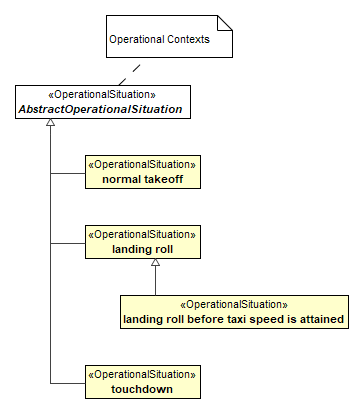 Operational Contexts
«OperationalSituation»
AbstractOperationalSituation
«OperationalSituation»
normal takeoff
«OperationalSituation»
landing roll
«OperationalSituation»
landing roll before taxi speed is attained
«OperationalSituation»
touchdown